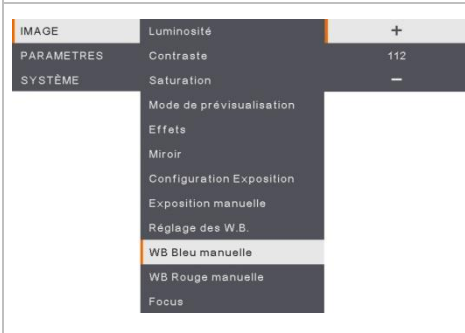 IMAGE
PARAMETRES
SYSTÈME
Luminosité
Contraste
Saturation
Mode de prévisualisation
Effets
Miroir
Configuration Exposition
Exposition manuelle
Réglage des W.B.
WB Bleu manuelle
WB Rouge manuelle
Focus
+
112
−